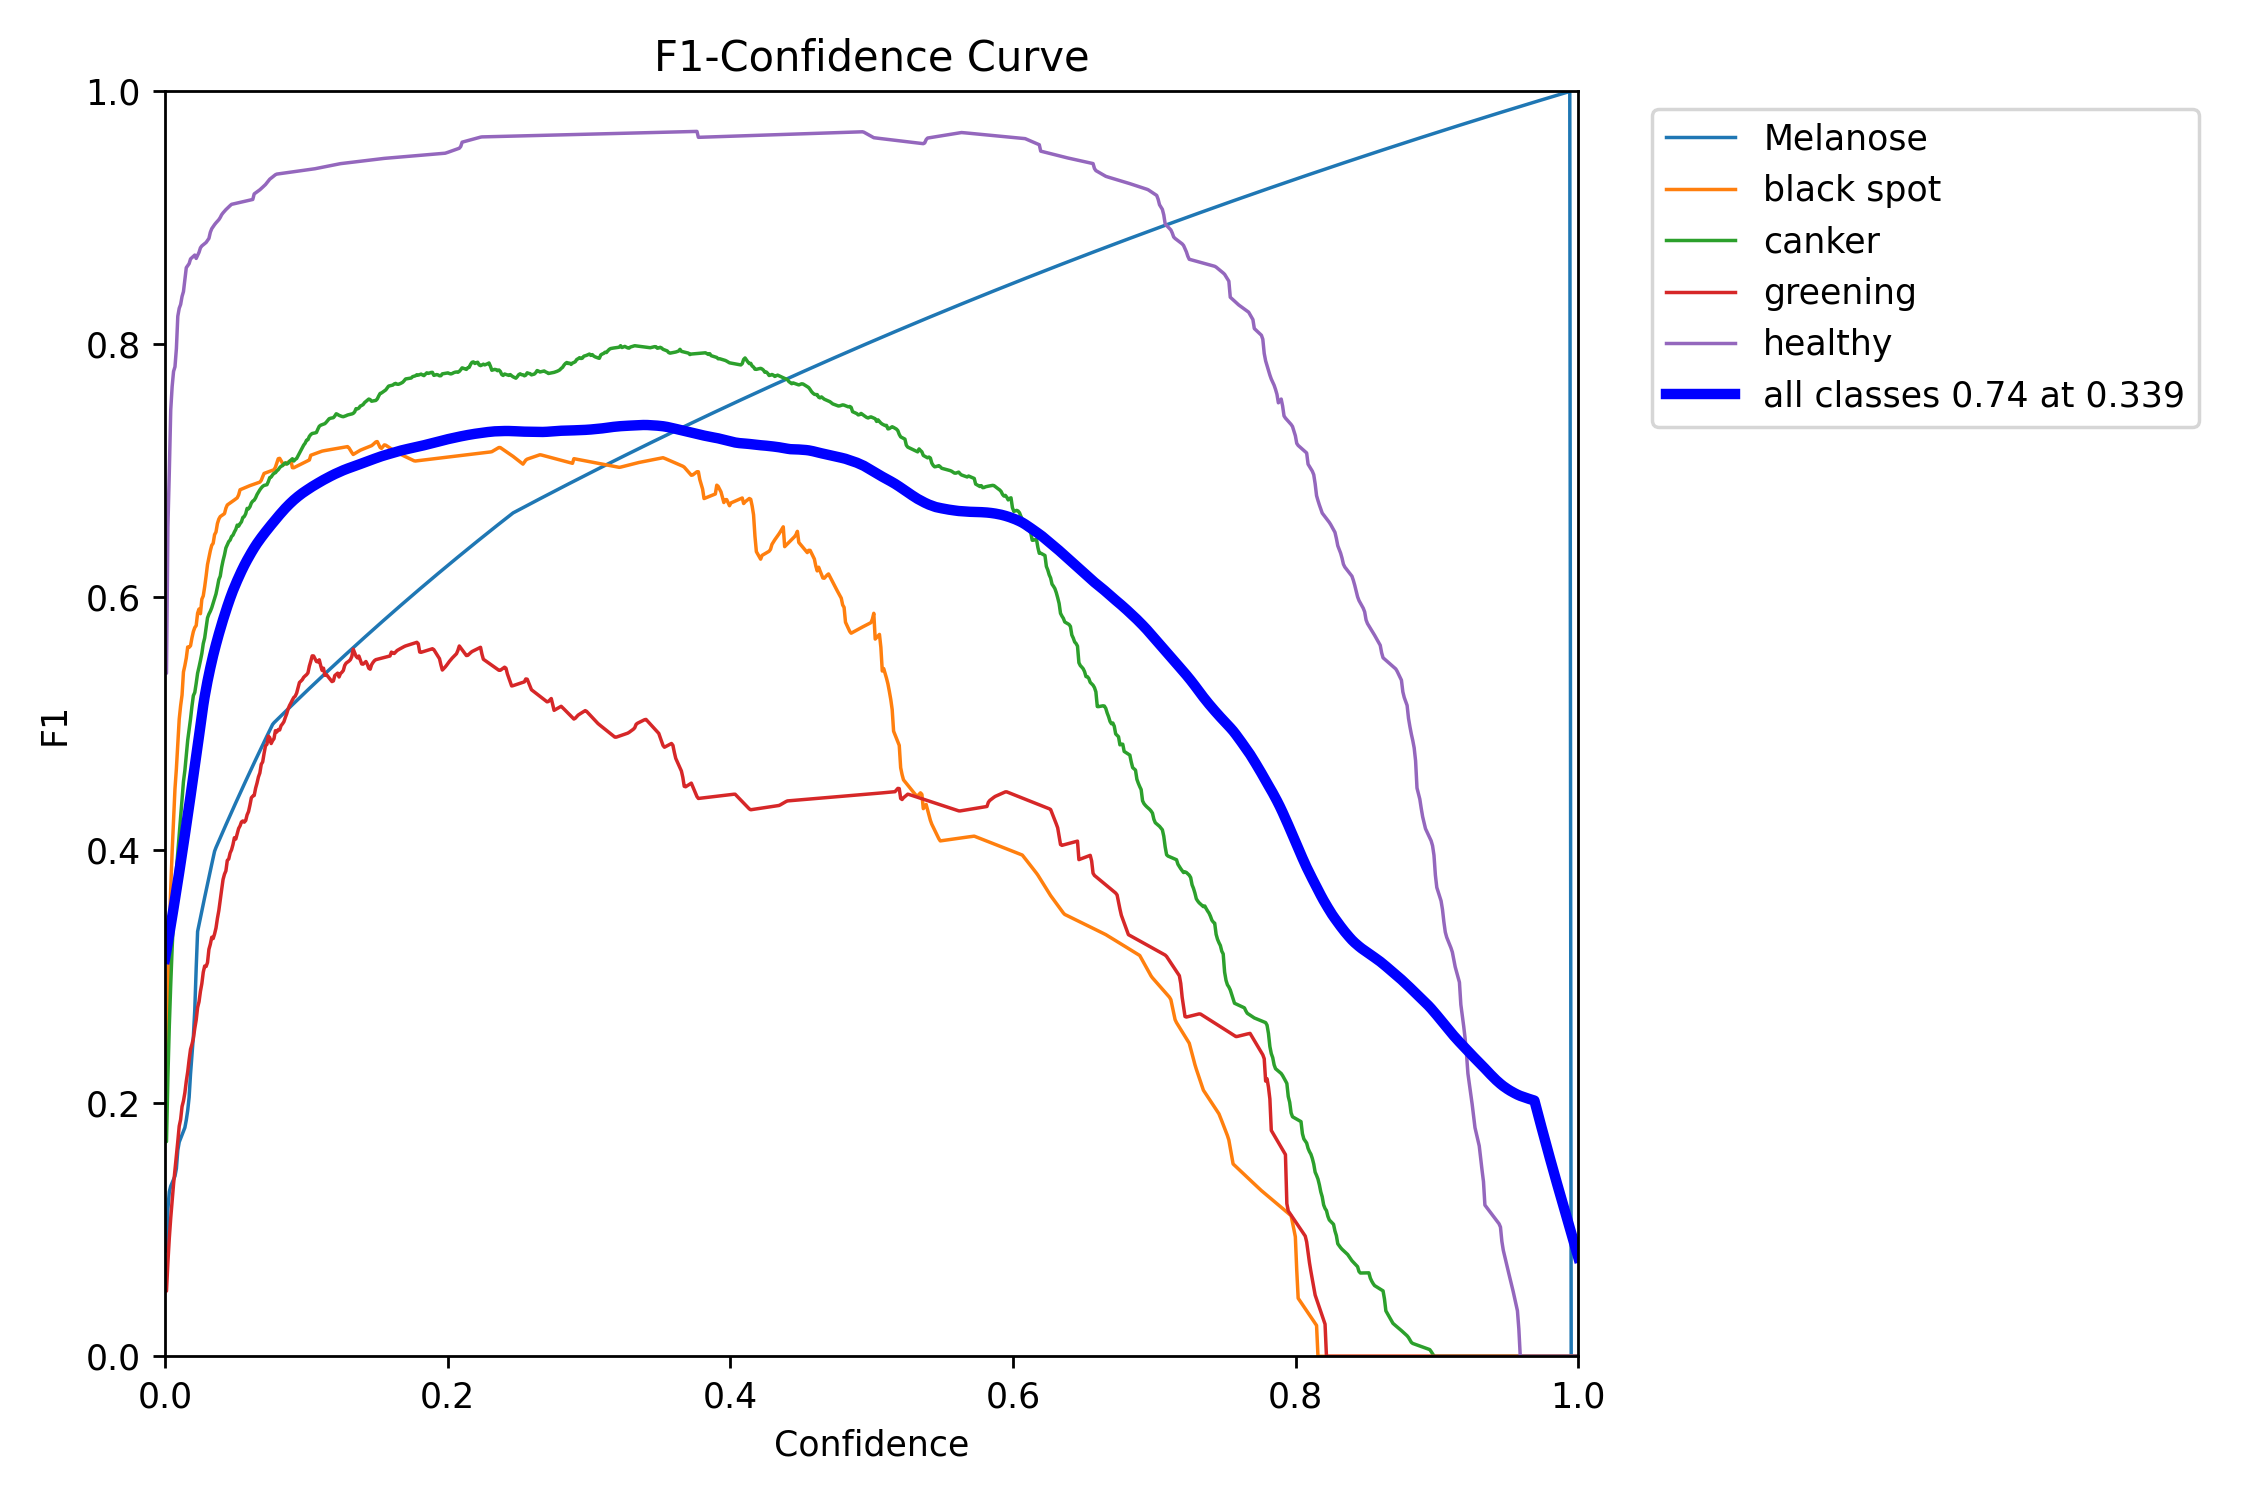 F1-Confidence Curve
1.0
0.8
0.6
0.4
0.2
0.0
F1
0.0 0.2 0.4 0.6 0.8 1.0
Confidence
Melanose
black spot
canker
greening
healthy
all classes 0.74 at 0.339